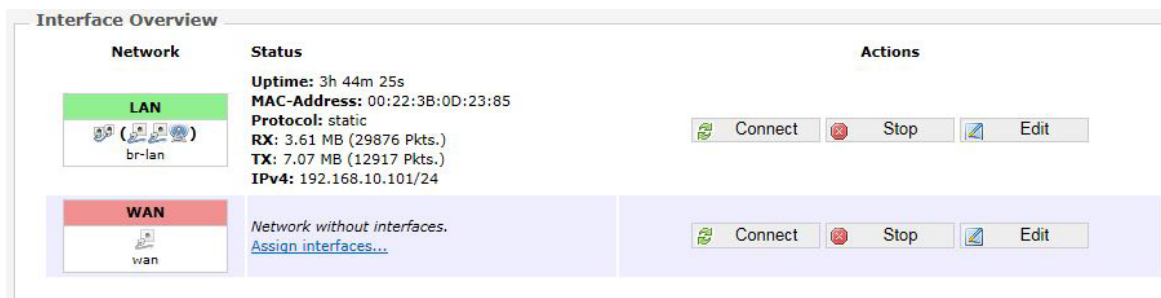 Interface Overview
Network Status Actions
LAN
br-lan
Uptime: 3h 44m 25s
MAC-Address: 00:22:3B:0D:23:85
Protocol: static
RX: 3.61 MB (29876 Pkts.)
TX: 7.07 MB (12917 Pkts.)
IPv4: 192.168.10.101/24
Connect Stop Edit
WAN
wan
Network without interfaces.
Assign interfaces...
Connect Stop Edit